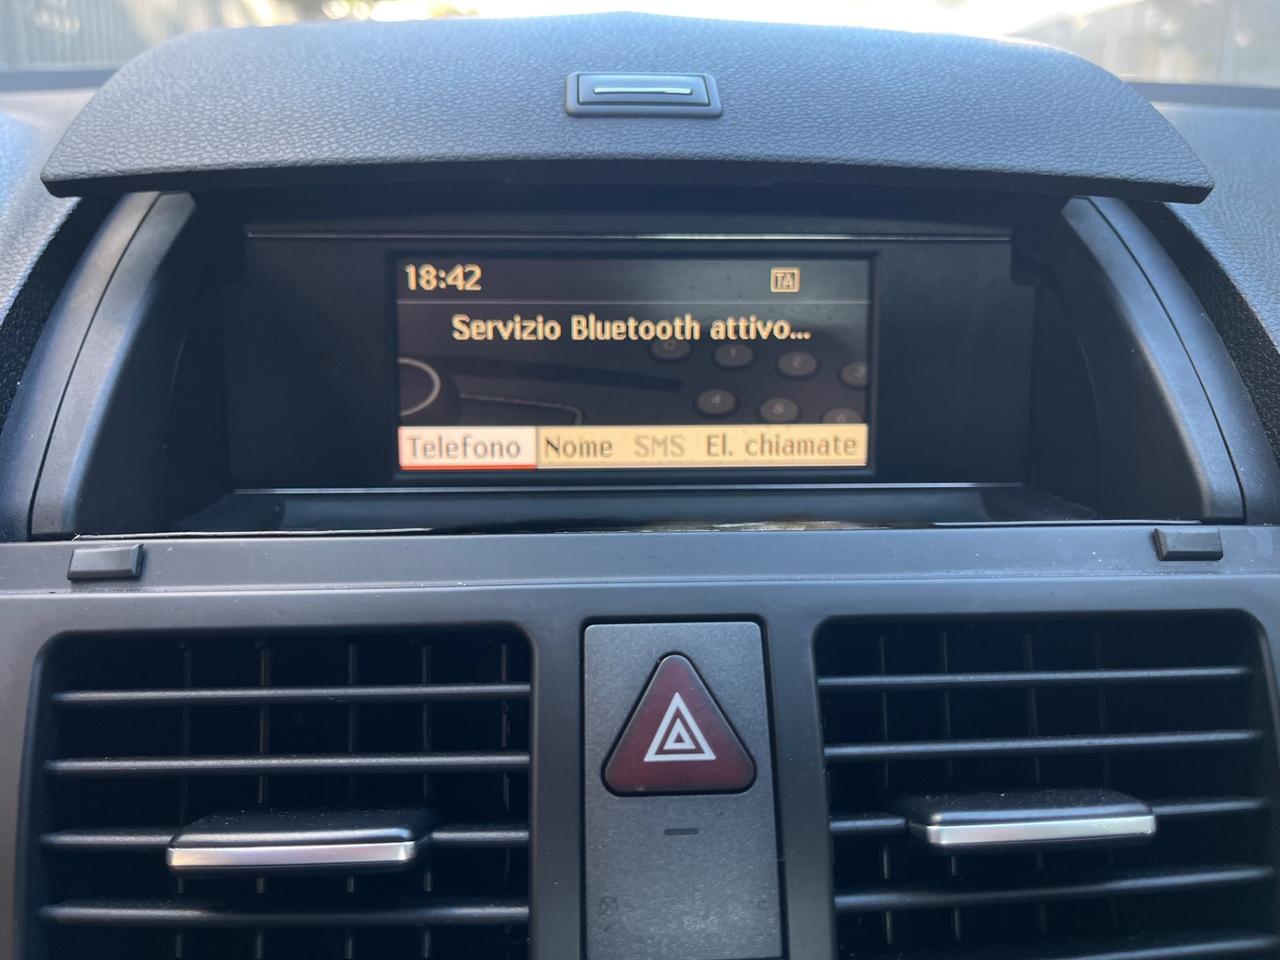 18:42 TA
Servizio Bluetooth attivo...
Telefono Nome SMS El. chiamate